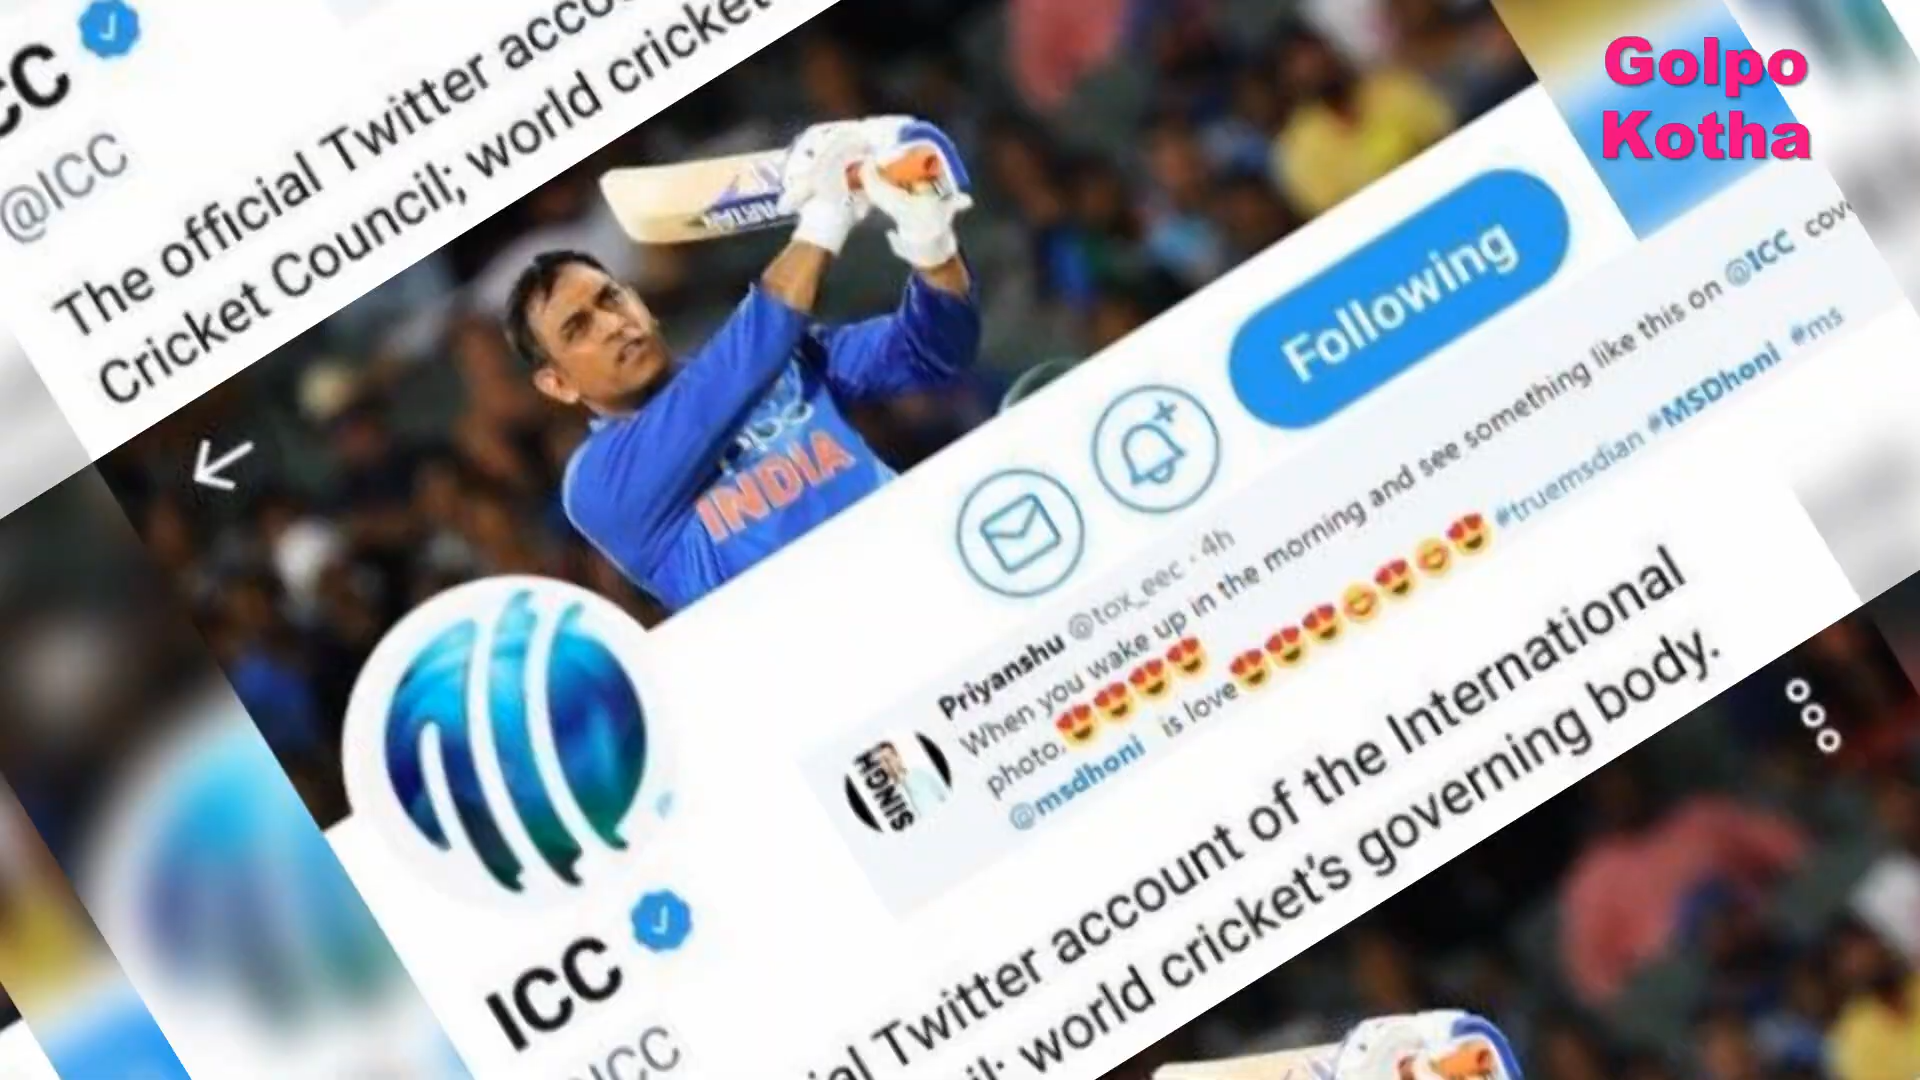 Golpo
Kotha
CC
@ICC
The official Twitter acco
Cricket Council; world cricket
INDIA
Following
Priyanshu @tox_eec · 4h
When you wake up in the morning and see something like this on @ICC cov
photo.😍😍😍😍
@msdhoni is love😍😍😍😊😍😊😍 #truemsdian #MSDhoni #ms
SINGH
ICC
ICC
ial Twitter account of the International
il; world cricket's governing body.